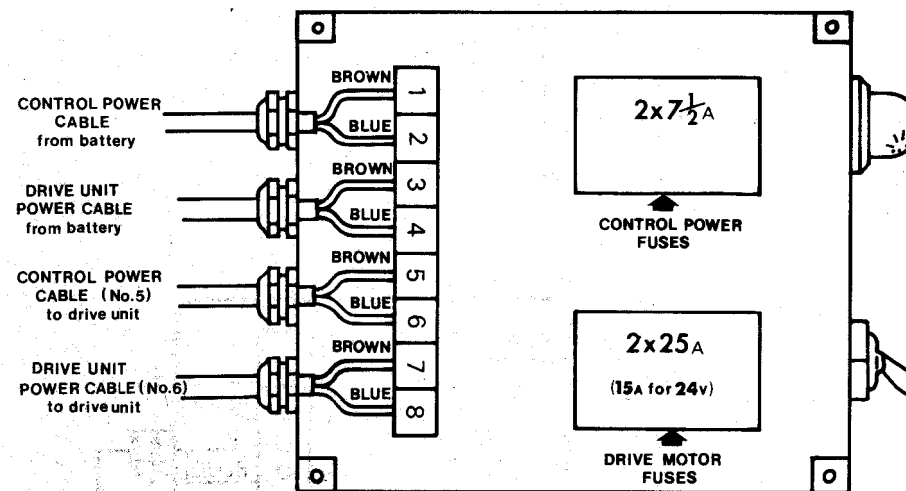 CONTROL POWER
CABLE
from battery
DRIVE UNIT
POWER CABLE
from battery
CONTROL POWER
CABLE (No.5)
to drive unit
DRIVE UNIT
POWER CABLE (No.6)
to drive unit
BROWN
1
BLUE
2
BROWN
3
BLUE
4
BROWN
5
BLUE
6
BROWN
7
BLUE
8
2x7½A
CONTROL POWER
FUSES
2x25A
(15A for 24v)
DRIVE MOTOR
FUSES